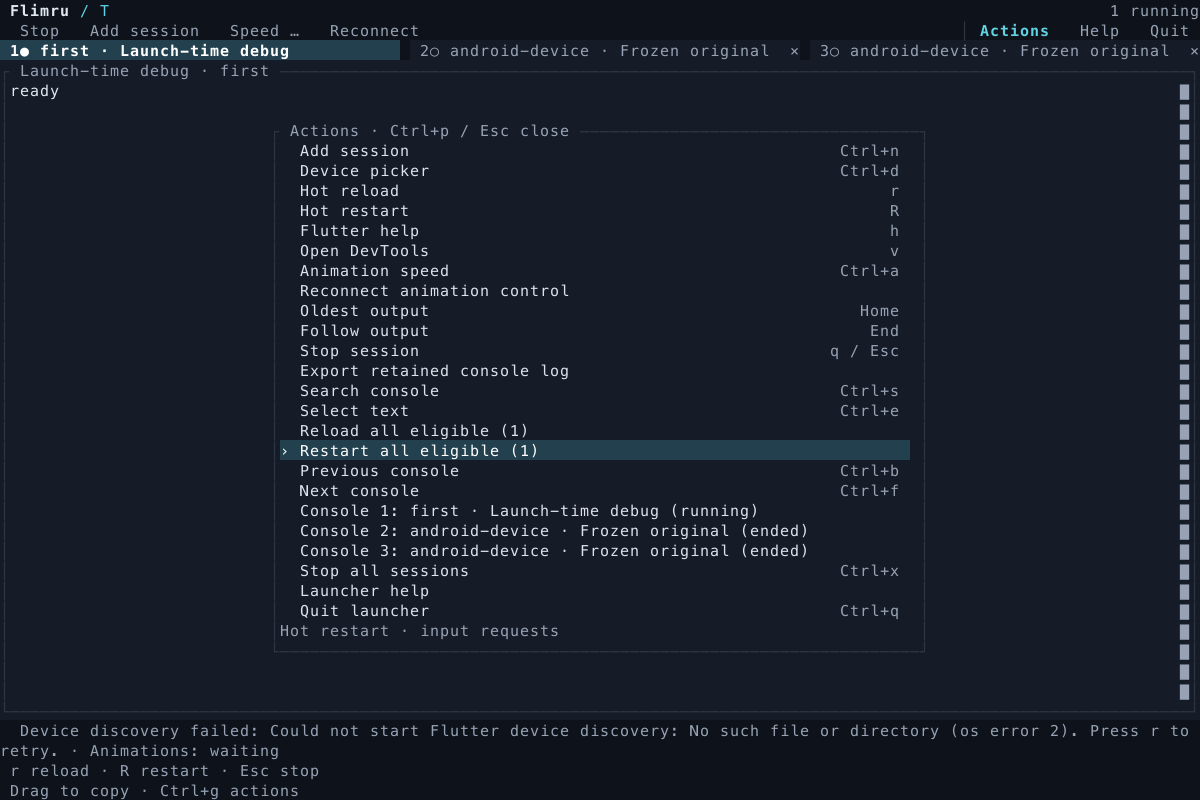 Flimru / T 1 running
Stop Add session Speed … Reconnect Actions Help Quit
1● first · Launch-time debug 2○ android-device · Frozen original × 3○ android-device · Frozen original ×
Launch-time debug · first
ready
Actions · Ctrl+p / Esc close
Add session Ctrl+n
Device picker Ctrl+d
Hot reload r
Hot restart R
Flutter help h
Open DevTools v
Animation speed Ctrl+a
Reconnect animation control
Oldest output Home
Follow output End
Stop session q / Esc
Export retained console log
Search console Ctrl+s
Select text Ctrl+e
Reload all eligible (1)
› Restart all eligible (1)
Previous console Ctrl+b
Next console Ctrl+f
Console 1: first · Launch-time debug (running)
Console 2: android-device · Frozen original (ended)
Console 3: android-device · Frozen original (ended)
Stop all sessions Ctrl+x
Launcher help
Quit launcher Ctrl+q
Hot restart · input requests
Device discovery failed: Could not start Flutter device discovery: No such file or directory (os error 2). Press r to
retry. · Animations: waiting
r reload · R restart · Esc stop
Drag to copy · Ctrl+g actions